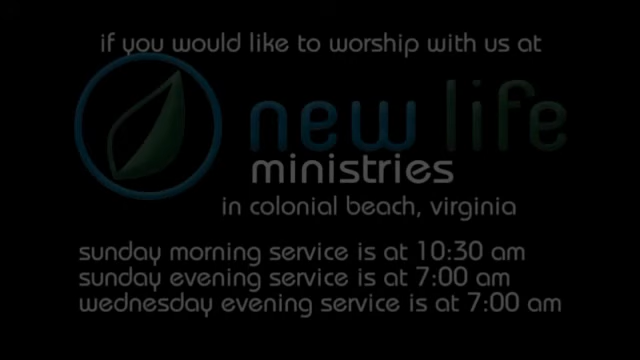 if you would like to worship with us at
new life
ministries
in colonial beach, virginia
sunday morning service is at 10:30 am
sunday evening service is at 7:00 am
wednesday evening service is at 7:00 am